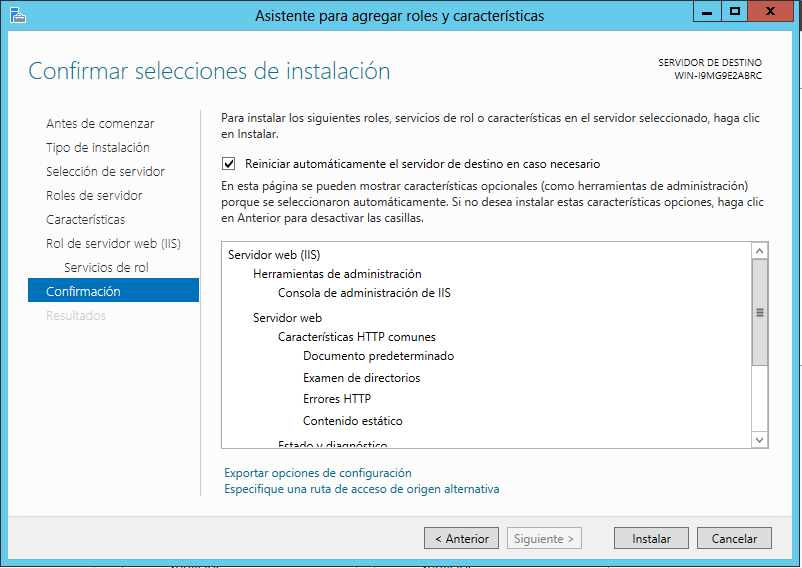 Asistente para agregar roles y características
Confirmar selecciones de instalación
SERVIDOR DE DESTINO
WIN-I9MG9E2ABRC
Antes de comenzar
Tipo de instalación
Selección de servidor
Roles de servidor
Características
Rol de servidor web (IIS)
Servicios de rol
Confirmación
Resultados
Para instalar los siguientes roles, servicios de rol o características en el servidor seleccionado, haga clic
en Instalar.
Reiniciar automáticamente el servidor de destino en caso necesario
En esta página se pueden mostrar características opcionales (como herramientas de administración)
porque se seleccionaron automáticamente. Si no desea instalar estas características opciones, haga clic
en Anterior para desactivar las casillas.
Servidor web (IIS)
Herramientas de administración
Consola de administración de IIS
Servidor web
Características HTTP comunes
Documento predeterminado
Examen de directorios
Errores HTTP
Contenido estático
Estado y diagnóstico
Exportar opciones de configuración
Especifique una ruta de acceso de origen alternativa
< Anterior
Siguiente >
Instalar
Cancelar